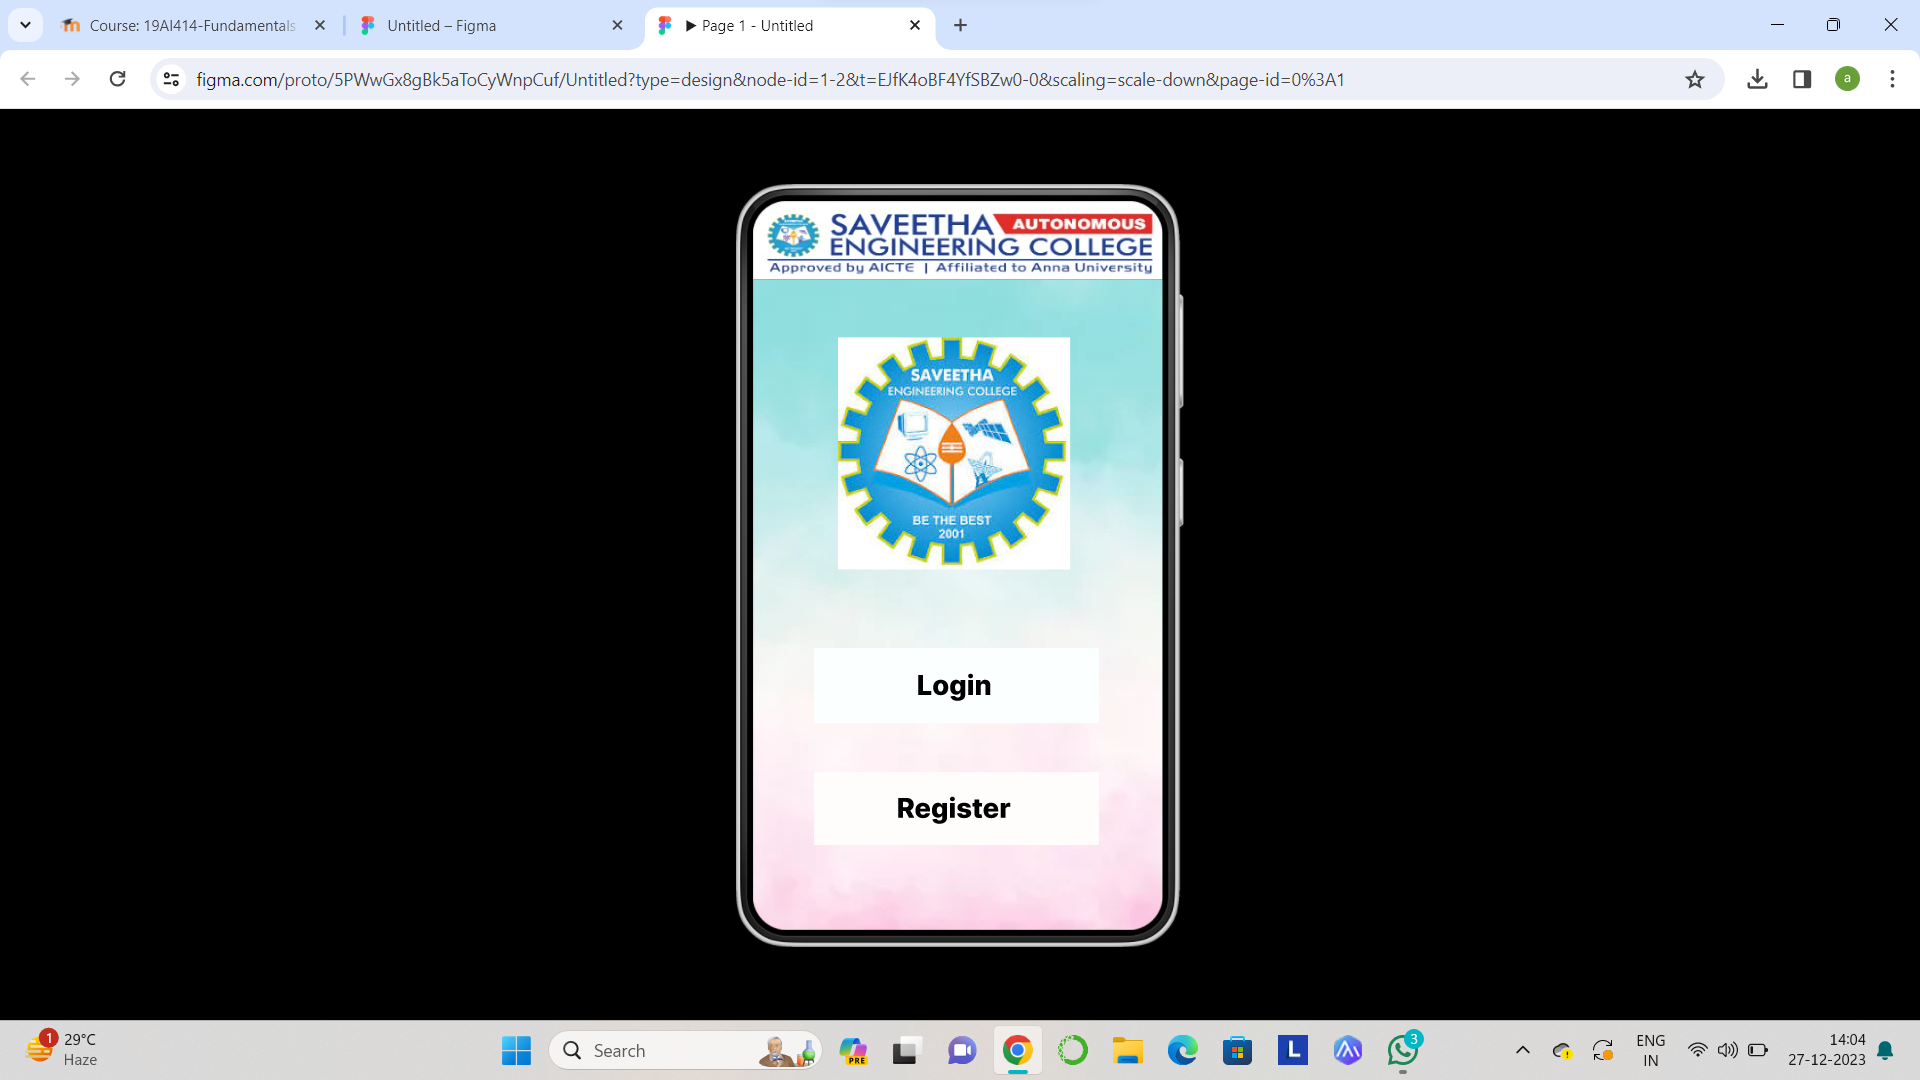 Course: 19AI414-Fundamentals
Untitled – Figma
▶ Page 1 - Untitled
figma.com/proto/5PWwGx8gBk5aToCyWnpCuf/Untitled?type=design&node-id=1-2&t=EJfK4oBF4YfSBZw0-0&scaling=scale-down&page-id=0%3A1
a
SAVEETHA AUTONOMOUS
ENGINEERING COLLEGE
Approved by AICTE | Affiliated to Anna University
SAVEETHA
ENGINEERING COLLEGE
BE THE BEST
2001
Login
Register
1
29°C
Haze
Search
PRE
L
3
ENG
IN
14:04
27-12-2023